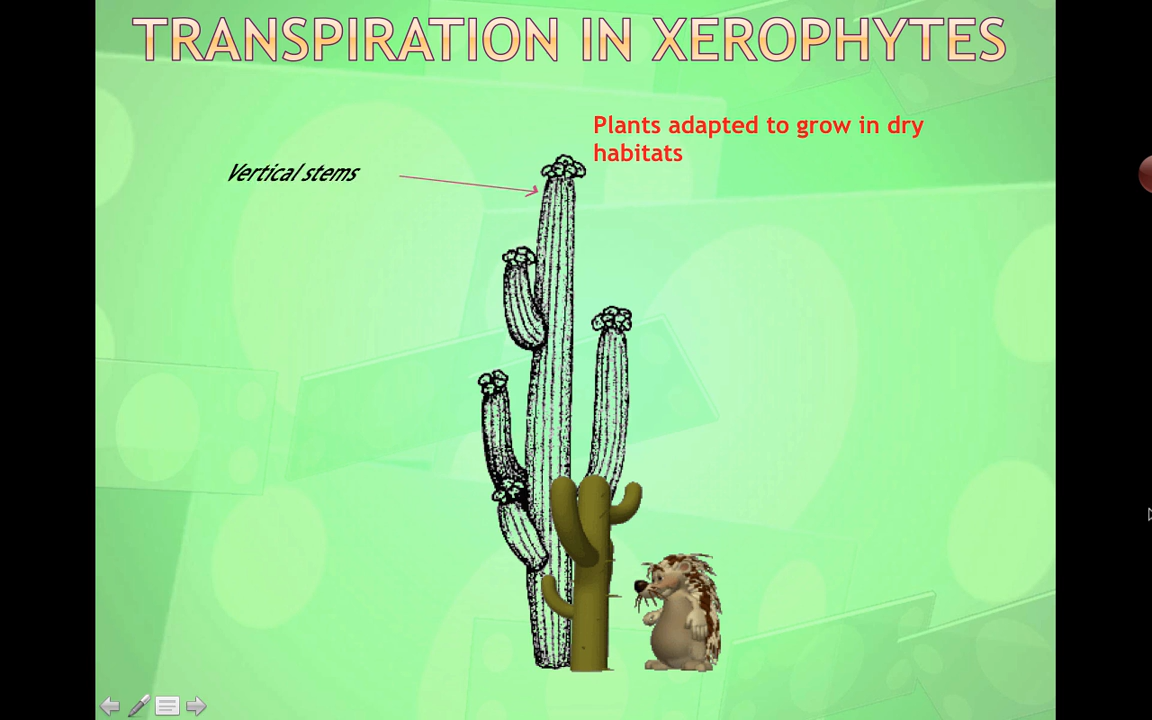 TRANSPIRATION IN XEROPHYTES
Plants adapted to grow in dry
habitats
Vertical stems